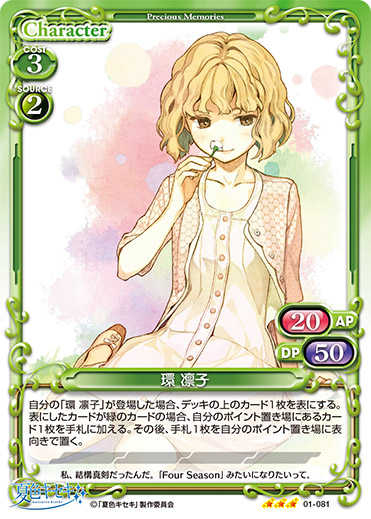 Precious Memories
Character
COST
3
SOURCE
2
20 AP
DP 50
環 凛子
自分の「環 凛子」が登場した場合、デッキの上のカード1枚を表にする。
表にしたカードが緑のカードの場合、自分のポイント置き場にあるカー
ド1枚を手札に加える。その後、手札1枚を自分のポイント置き場に表
向きで置く。
私、結構真剣だったんだ。「Four Season」みたいになりたいって。
夏色キセキ
©「夏色キセキ」製作委員会
01-081